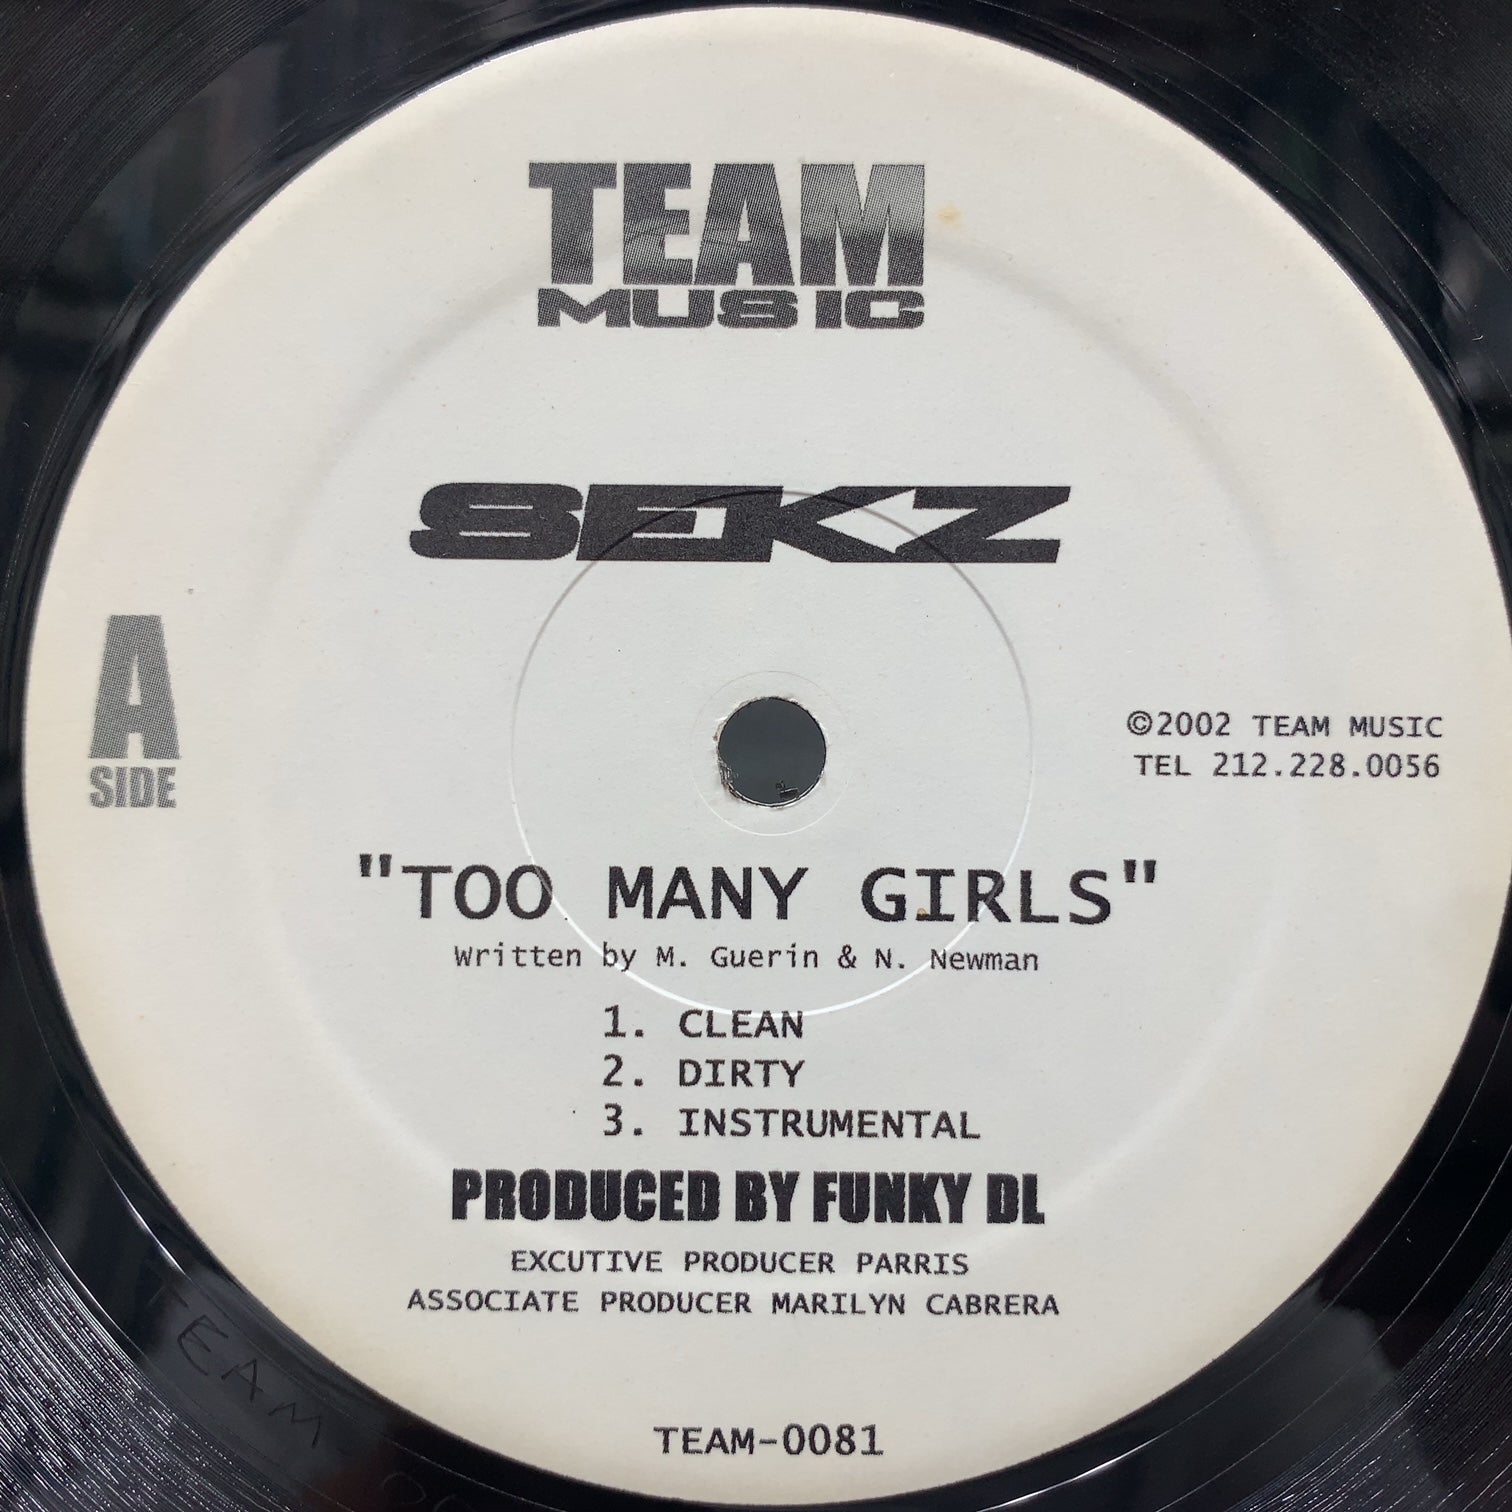 TEAM
MUSIC
SEKZ
A
SIDE
©2002 TEAM MUSIC
TEL 212.228.0056
"TOO MANY GIRLS"
Written by M. Guerin & N. Newman
1. CLEAN
2. DIRTY
3. INSTRUMENTAL
PRODUCED BY FUNKY DL
EXCUTIVE PRODUCER PARRIS
ASSOCIATE PRODUCER MARILYN CABRERA
TEAM-0081
TEAM